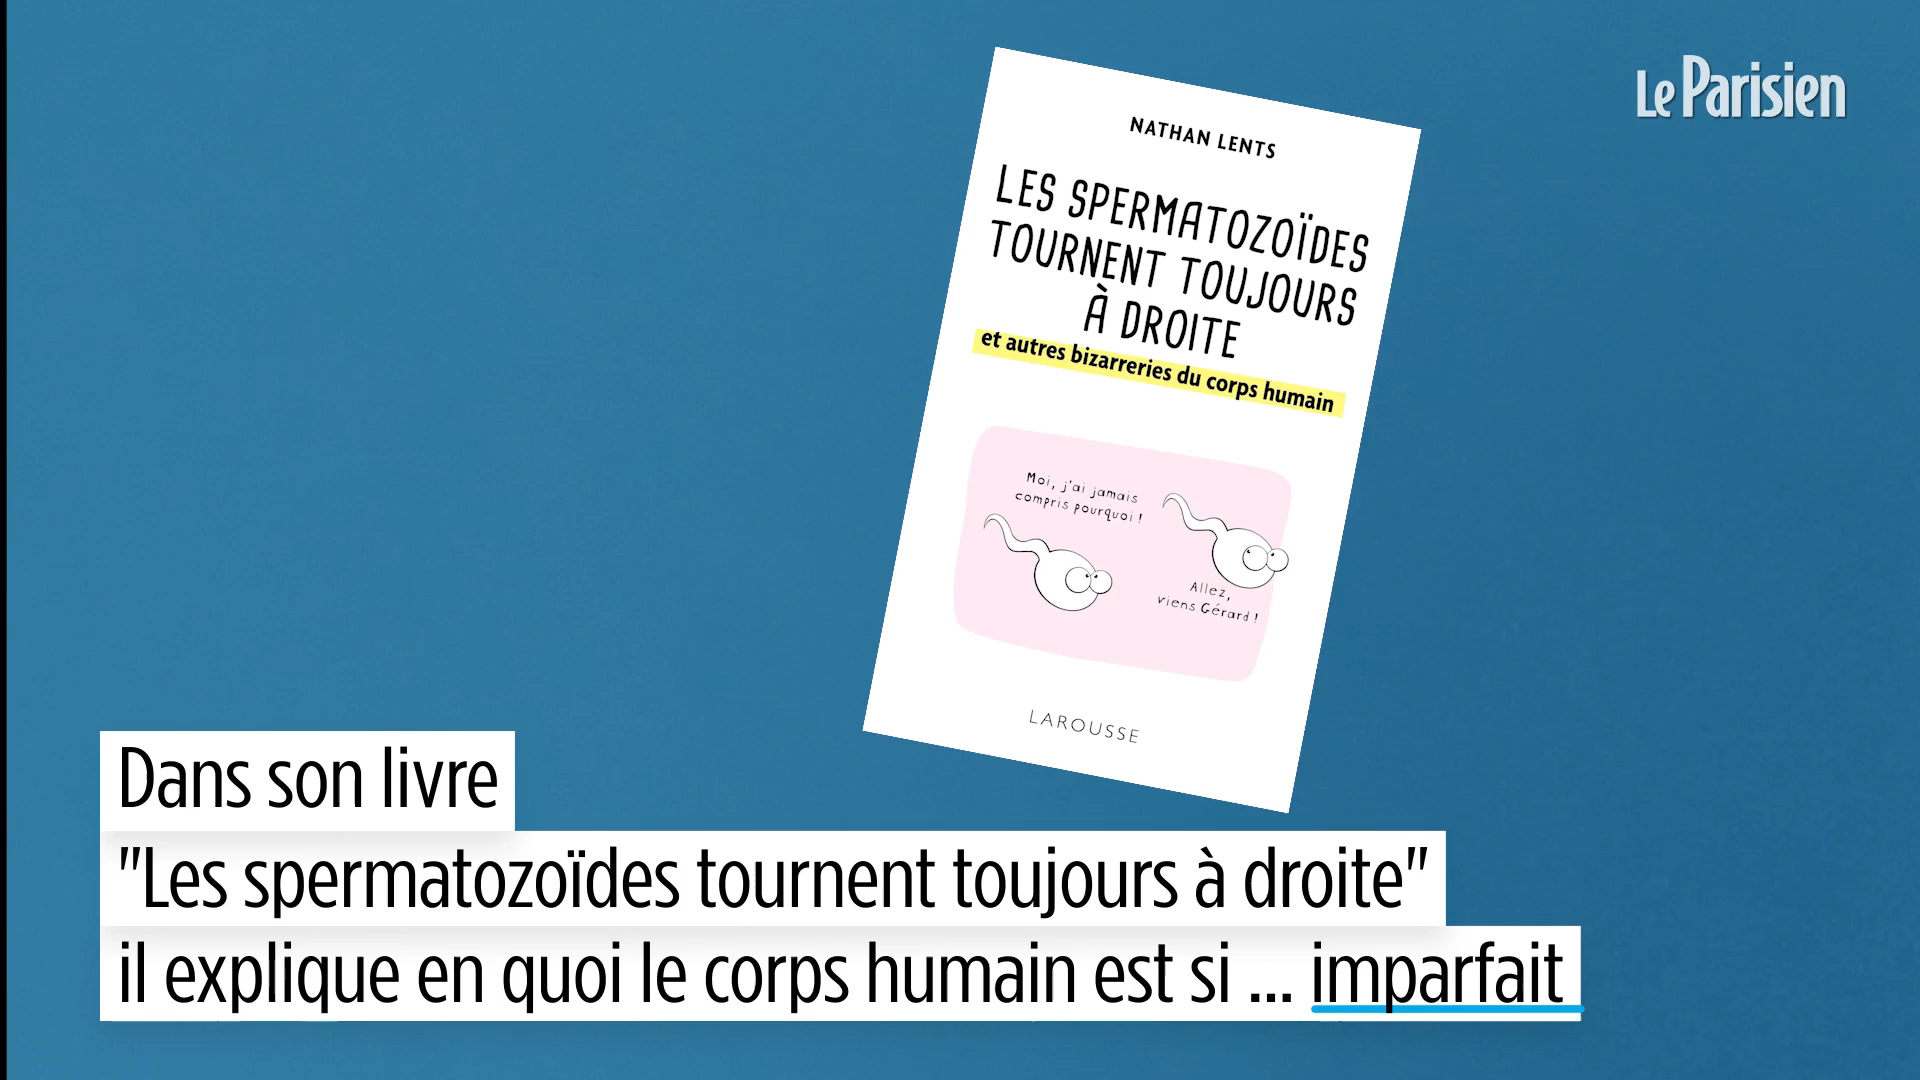 Le Parisien
NATHAN LENTS
LES SPERMATOZOÏDES
TOURNENT TOUJOURS
À DROITE
et autres bizarreries du corps humain
Moi, j'ai jamais
compris pourquoi !
Allez,
viens Gérard !
LAROUSSE
Dans son livre
"Les spermatozoïdes tournent toujours à droite"
il explique en quoi le corps humain est si ... imparfait